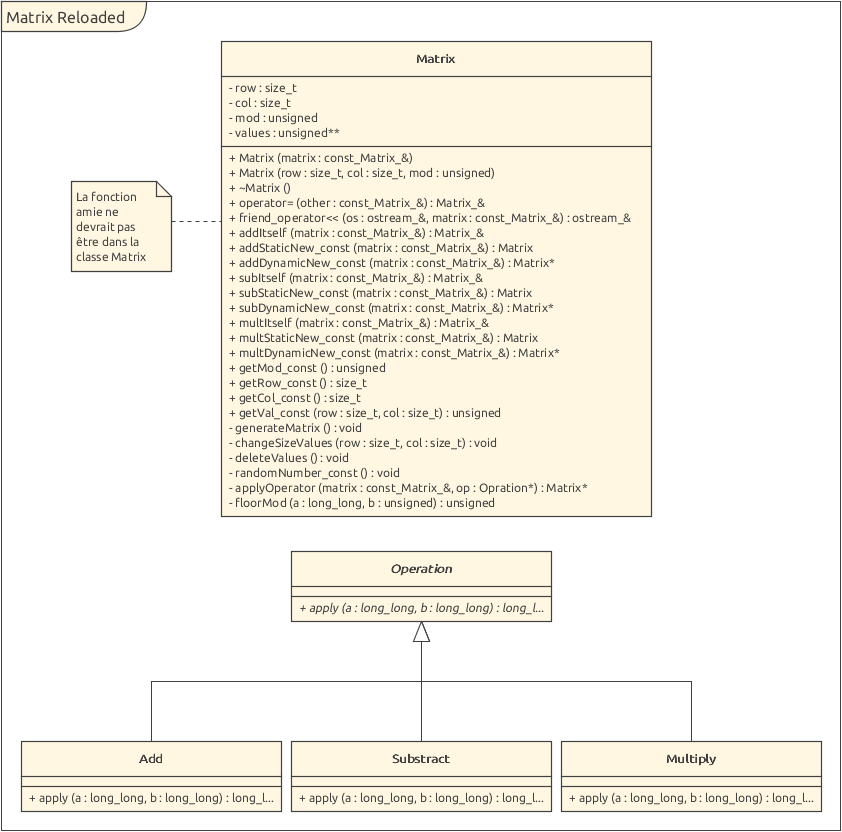 Matrix Reloaded
Matrix
- row : size_t
- col : size_t
- mod : unsigned
- values : unsigned**
+ Matrix (matrix : const_Matrix_&)
+ Matrix (row : size_t, col : size_t, mod : unsigned)
+ ~Matrix ()
+ operator= (other : const_Matrix_&) : Matrix_&
+ friend_operator<< (os : ostream_&, matrix : const_Matrix_&) : ostream_&
+ addItself (matrix : const_Matrix_&) : Matrix_&
+ addStaticNew_const (matrix : const_Matrix_&) : Matrix
+ addDynamicNew_const (matrix : const_Matrix_&) : Matrix*
+ subItself (matrix : const_Matrix_&) : Matrix_&
+ subStaticNew_const (matrix : const_Matrix_&) : Matrix
+ subDynamicNew_const (matrix : const_Matrix_&) : Matrix*
+ multItself (matrix : const_Matrix_&) : Matrix_&
+ multStaticNew_const (matrix : const_Matrix_&) : Matrix
+ multDynamicNew_const (matrix : const_Matrix_&) : Matrix*
+ getMod_const () : unsigned
+ getRow_const () : size_t
+ getCol_const () : size_t
+ getVal_const (row : size_t, col : size_t) : unsigned
- generateMatrix () : void
- changeSizeValues (row : size_t, col : size_t) : void
- deleteValues () : void
- randomNumber_const () : void
- applyOperator (matrix : const_Matrix_&, op : Opration*) : Matrix*
- floorMod (a : long_long, b : unsigned) : unsigned
La fonction
amie ne
devrait pas
être dans la
classe Matrix
Operation
+ apply (a : long_long, b : long_long) : long_l...
Add
+ apply (a : long_long, b : long_long) : long_l...
Substract
+ apply (a : long_long, b : long_long) : long_l...
Multiply
+ apply (a : long_long, b : long_long) : long_l...